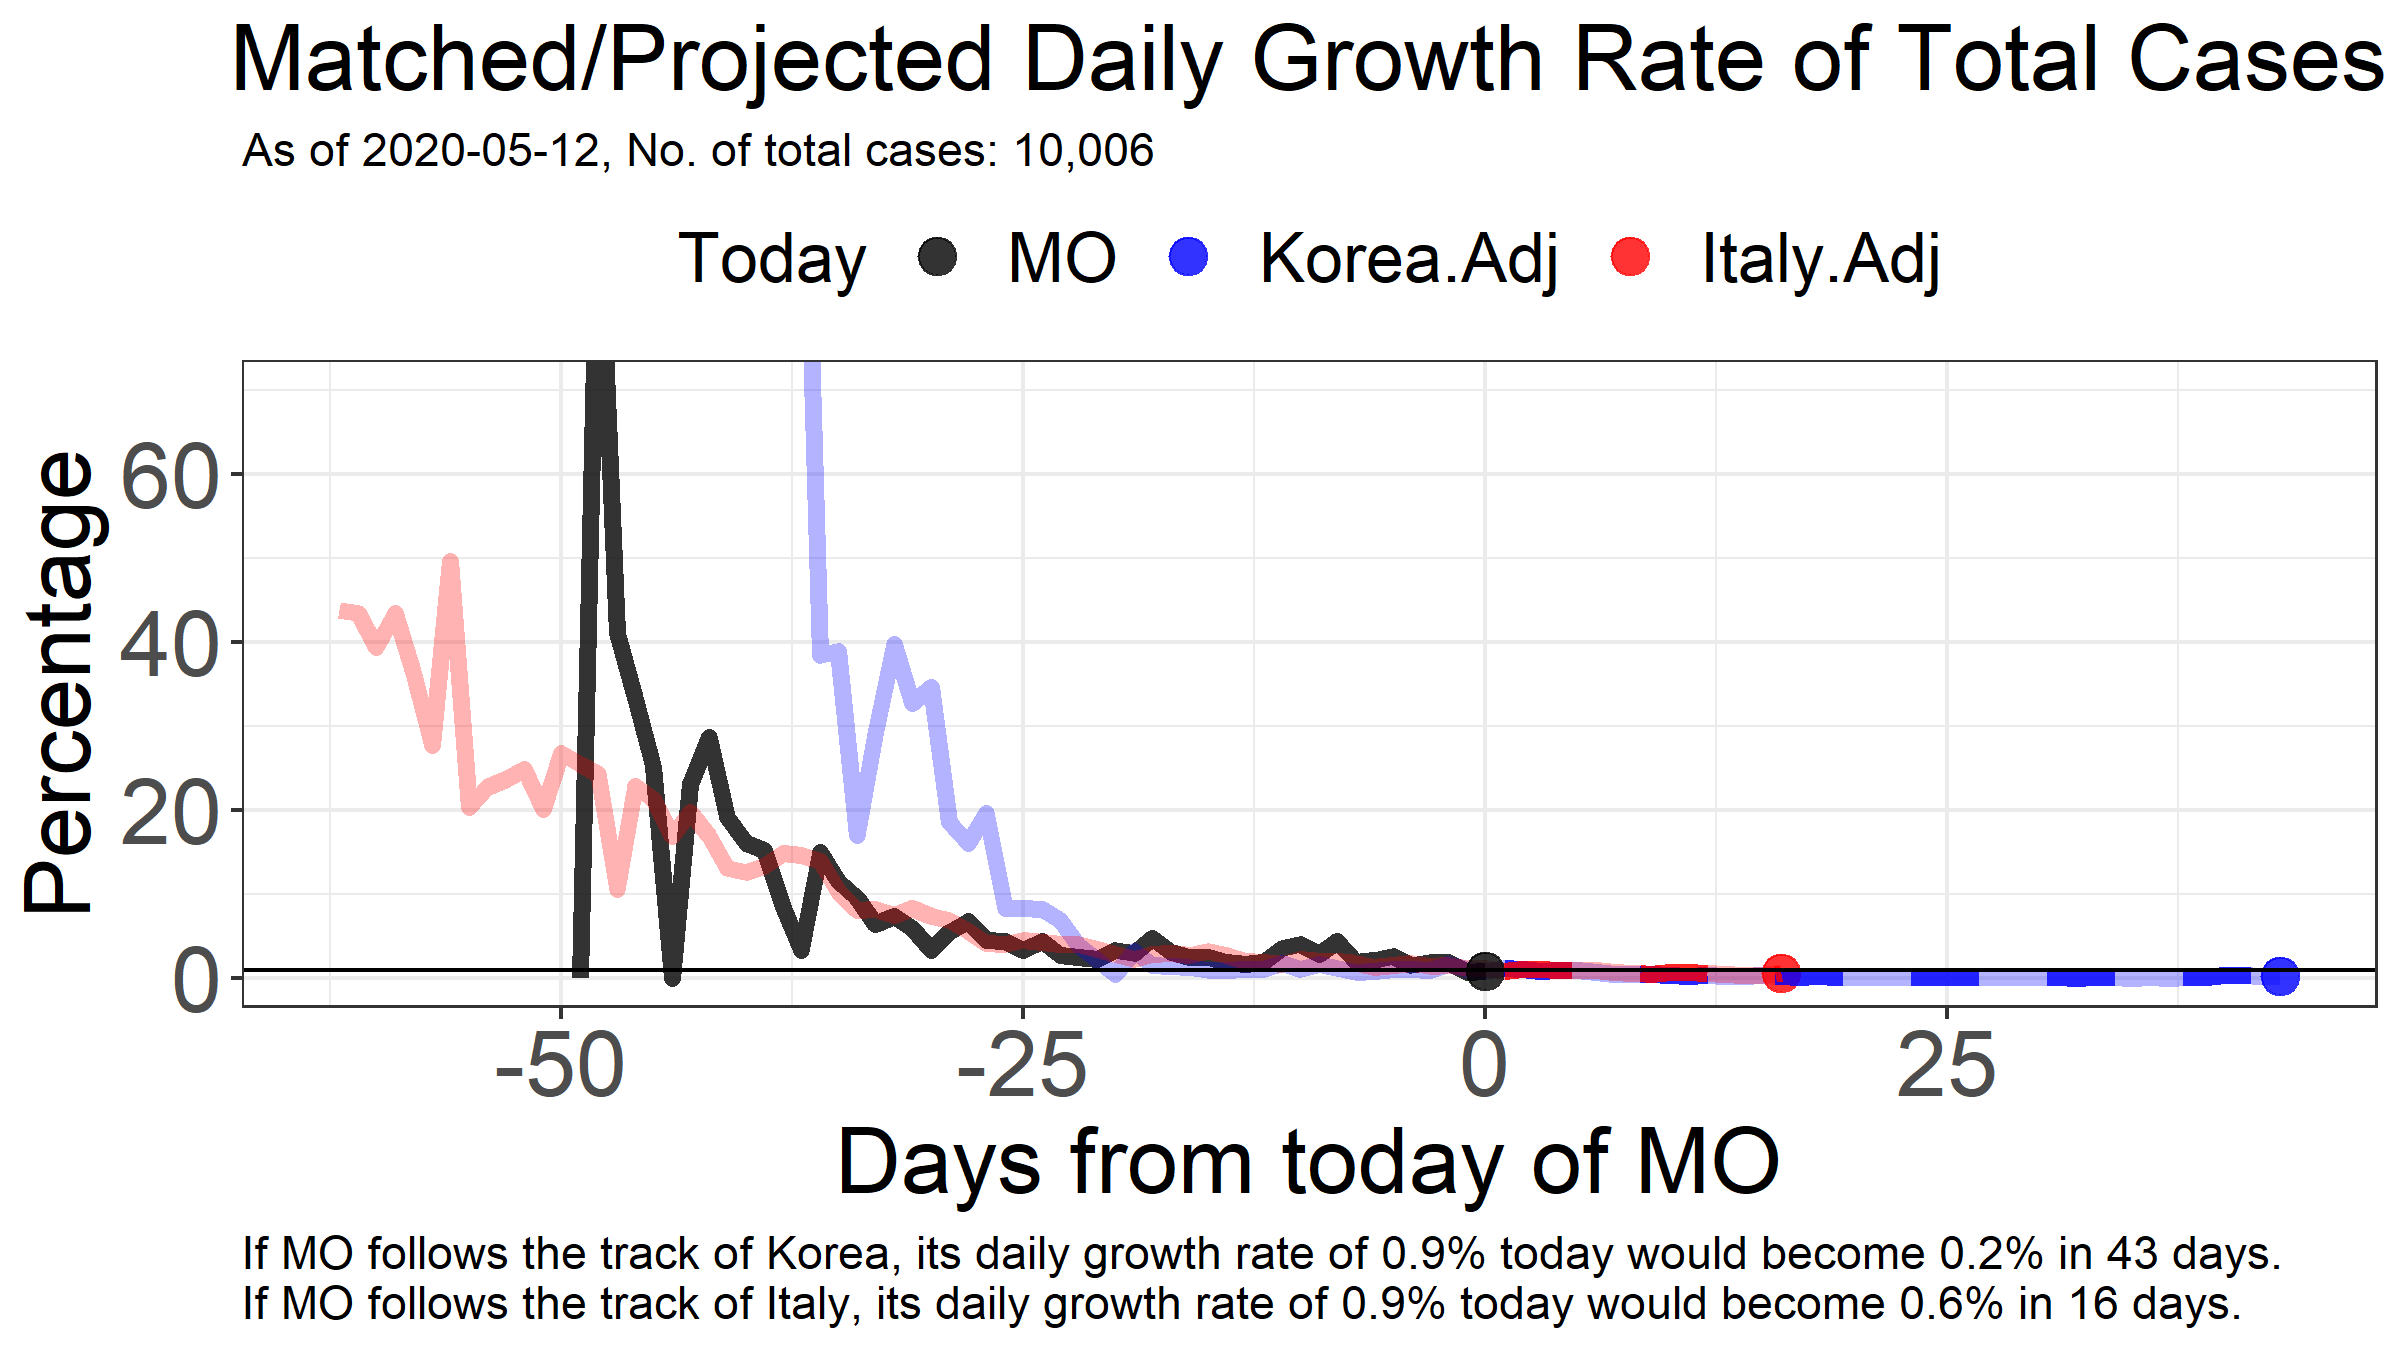 Matched/Projected Daily Growth Rate of Total Cases
As of 2020-05-12, No. of total cases: 10,006
Today MO Korea.Adj Italy.Adj
Percentage
60
40
20
0
-50 -25 0 25
Days from today of MO
If MO follows the track of Korea, its daily growth rate of 0.9% today would become 0.2% in 43 days.
If MO follows the track of Italy, its daily growth rate of 0.9% today would become 0.6% in 16 days.